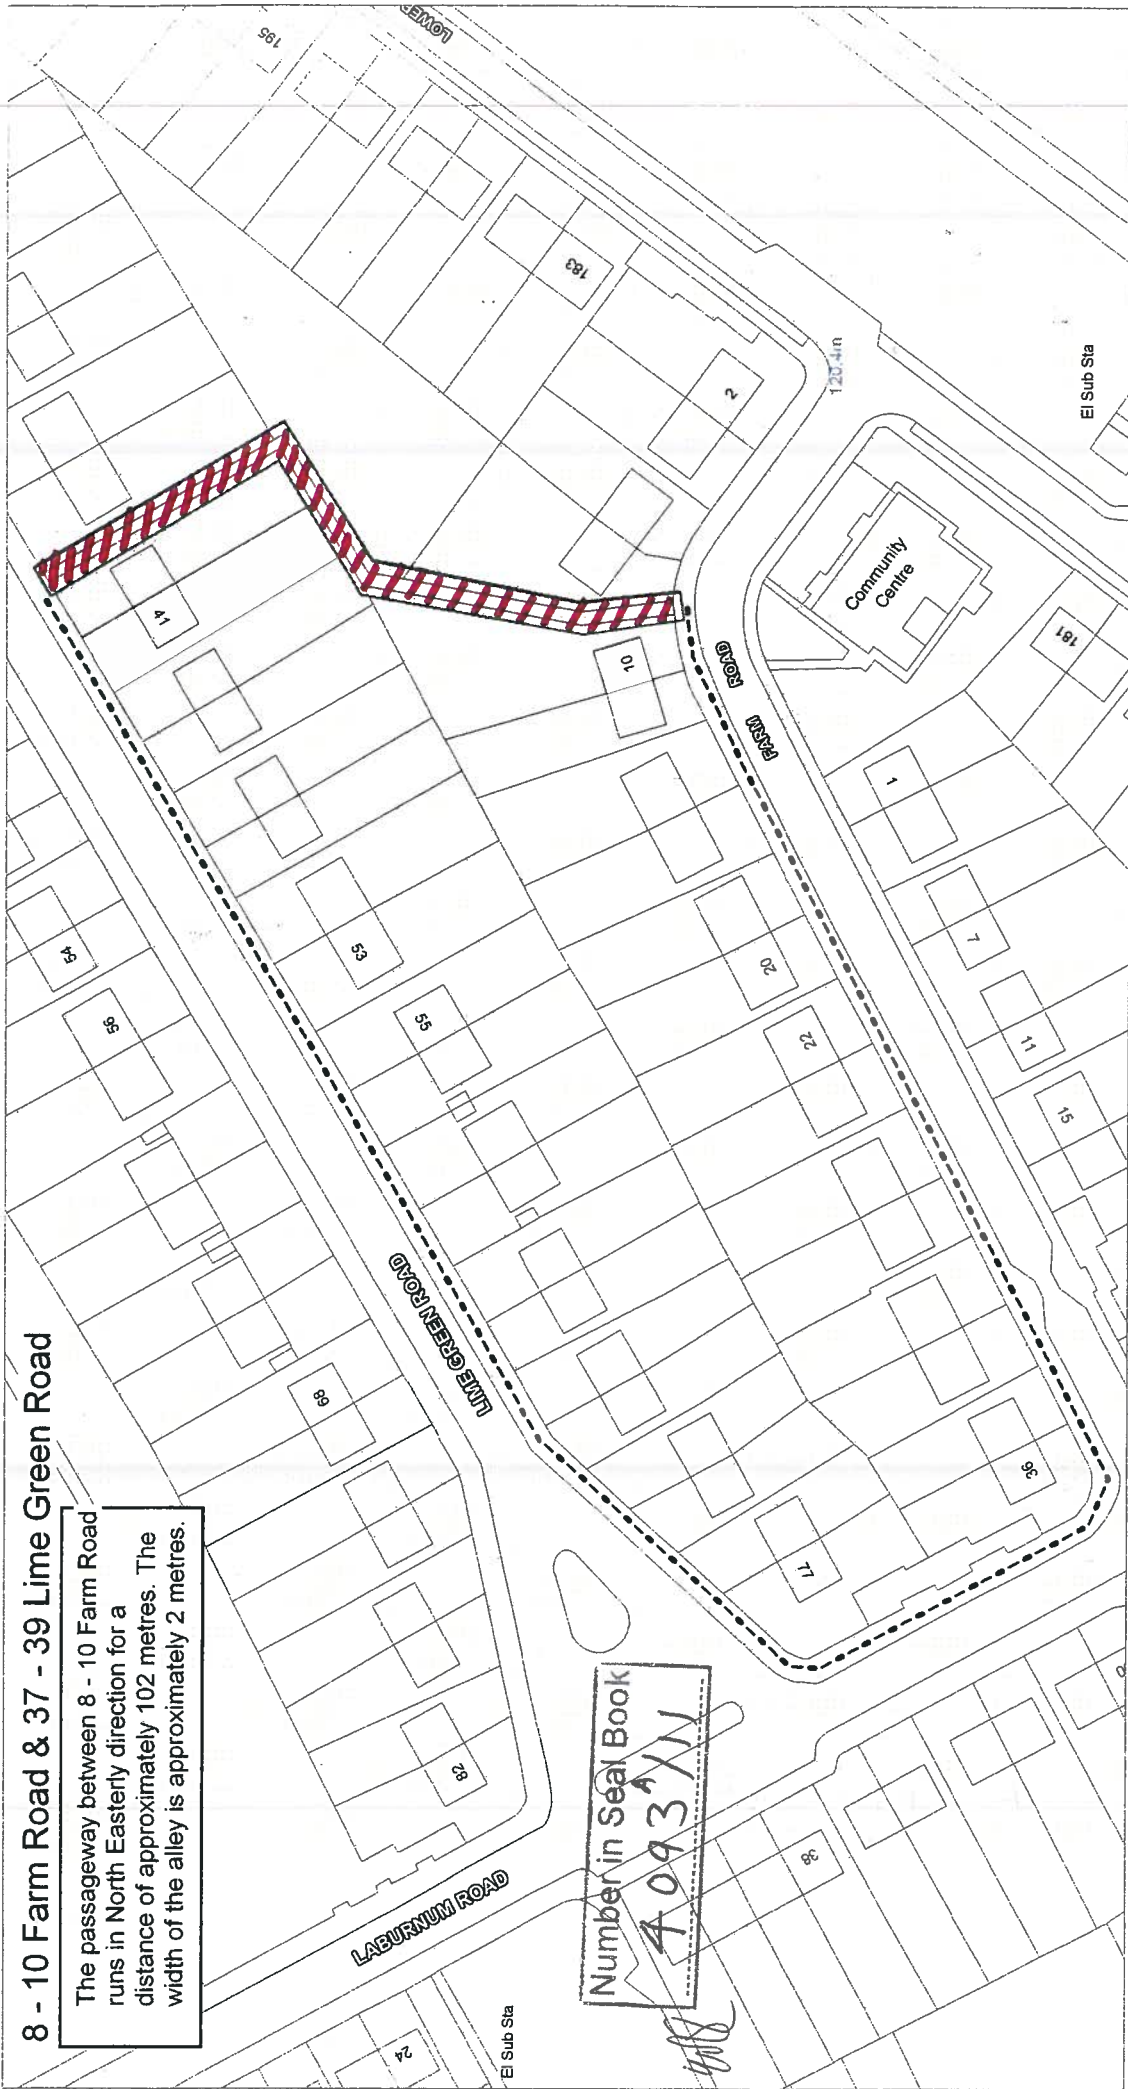 8 - 10 Farm Road & 37 - 39 Lime Green Road
The passageway between 8 - 10 Farm Road
runs in North Easterly direction for a
distance of approximately 102 metres. The
width of the alley is approximately 2 metres.
195
LOWER
183
2
120.4m
El Sub Sta
Community
Centre
181
41
10
FARM ROAD
1
7
11
15
54
56
53
55
20
22
LIME GREEN ROAD
68
77
36
82
LABURNUM ROAD
38
24
El Sub Sta
Number in Seal Book